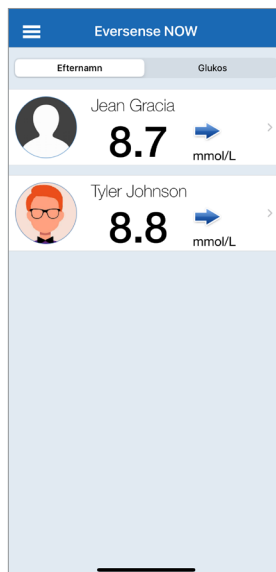 Eversense NOW
Efternamn Glukos
Jean Gracia
8.7
mmol/L
Tyler Johnson
8.8
mmol/L